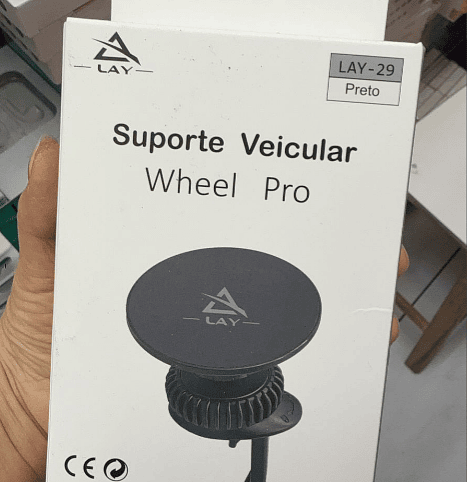 LAY
LAY-29
Preto
Suporte Veicular
Wheel Pro
LAY
CE